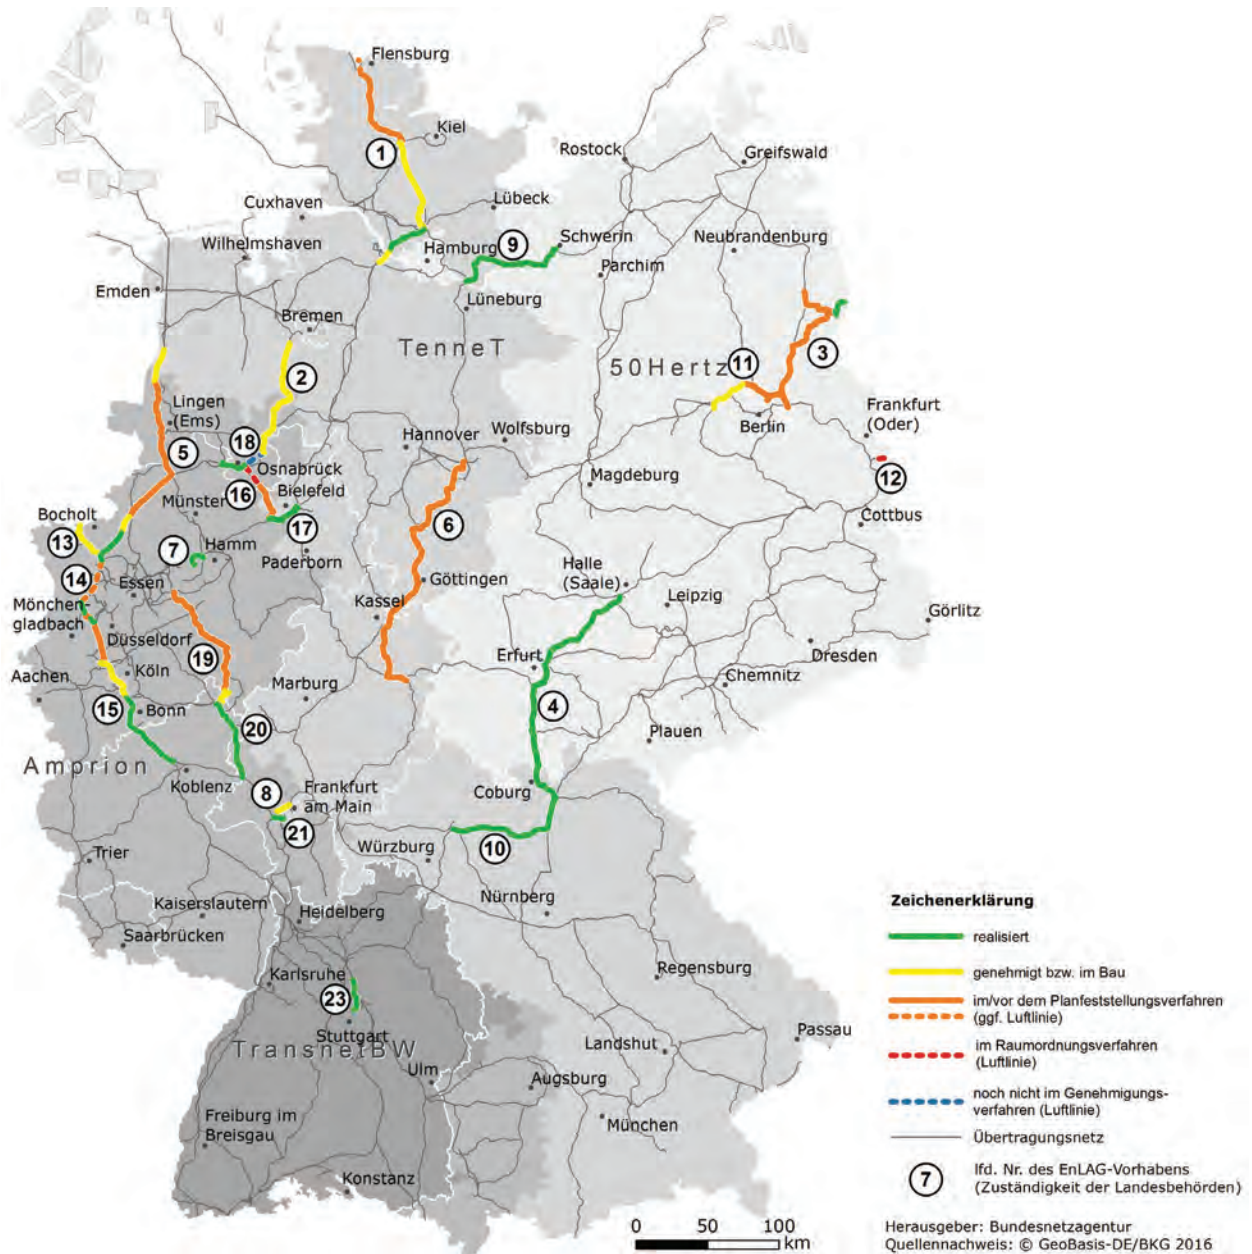 Flensburg
Kiel
1
Rostock
Greifswald
Cuxhaven
Lübeck
Wilhelmshaven
Hamburg
9
Schwerin
Neubrandenburg
Parchim
Emden
Lüneburg
Bremen
TenneT
50Hertz
11
3
2
Lingen
(Ems)
Berlin
Frankfurt
(Oder)
18
Hannover
Wolfsburg
5
Osnabrück
Magdeburg
12
16
Bielefeld
Münster
Bocholt
17
6
Cottbus
13
7
Hamm
Paderborn
Halle
(Saale)
14
Essen
Göttingen
Leipzig
Mönchen-
gladbach
Kassel
Görlitz
Düsseldorf
19
Erfurt
Dresden
Köln
Aachen
Marburg
Chemnitz
15
Bonn
4
20
Plauen
Amprion
Koblenz
8
Frankfurt
am Main
Coburg
21
10
Würzburg
Trier
Nürnberg
Kaiserslautern
Heidelberg
Saarbrücken
Karlsruhe
Regensburg
23
Stuttgart
Passau
TransnetBW
Landshut
Ulm
Augsburg
Freiburg im
Breisgau
München
Konstanz
Zeichenerklärung
realisiert
genehmigt bzw. im Bau
im/vor dem Planfeststellungsverfahren
(ggf. Luftlinie)
im Raumordnungsverfahren
(Luftlinie)
noch nicht im Genehmigungs-
verfahren (Luftlinie)
Übertragungsnetz
7
lfd. Nr. des EnLAG-Vorhabens
(Zuständigkeit der Landesbehörden)
0 50 100
km
Herausgeber: Bundesnetzagentur
Quellennachweis: © GeoBasis-DE/BKG 2016